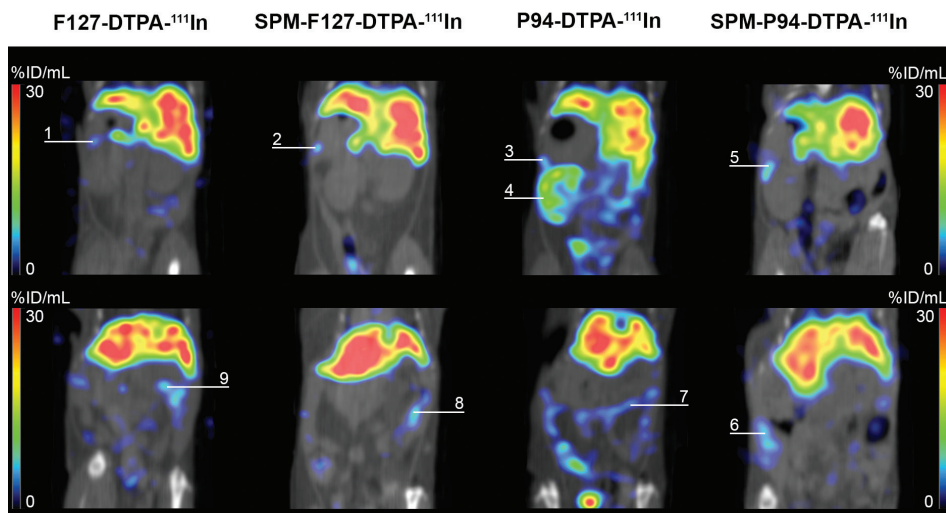 F127-DTPA-¹¹¹In SPM-F127-DTPA-¹¹¹In P94-DTPA-¹¹¹In SPM-P94-DTPA-¹¹¹In
%ID/mL %ID/mL
30 30
1 2 3 4 5
0 0
%ID/mL %ID/mL
30 30
9 8 7 6
0 0